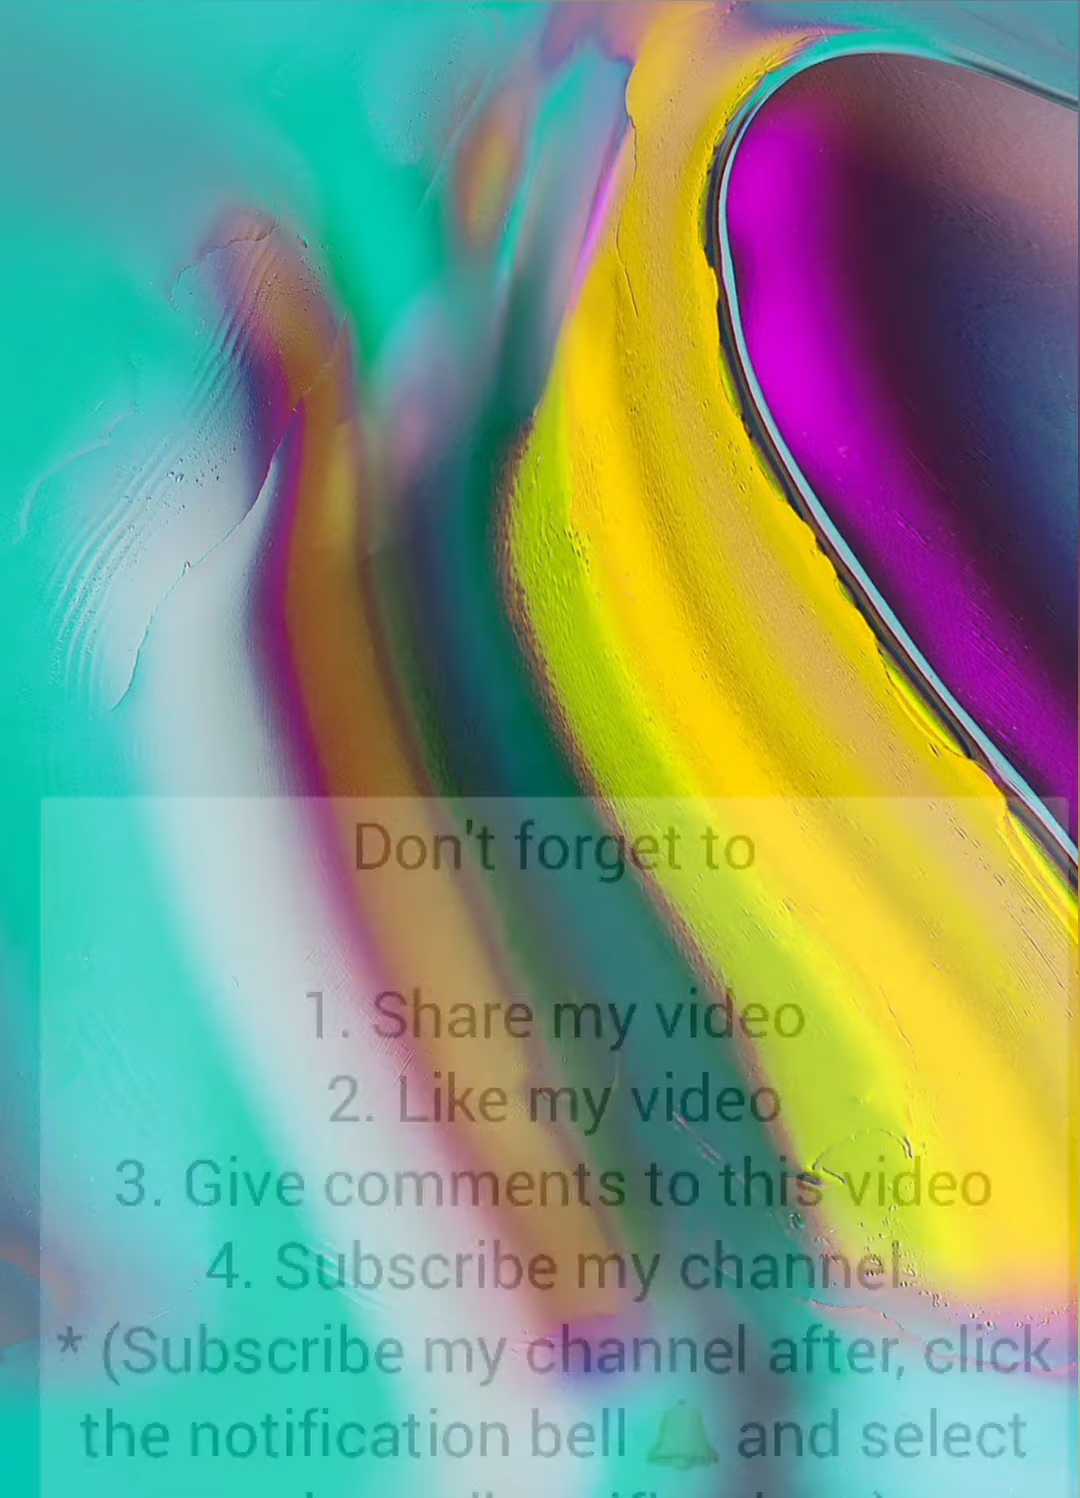 Don't forget to
1. Share my video
2. Like my video
3. Give comments to this video
4. Subscribe my channel
* (Subscribe my channel after, click
the notification bell 🔔 and select